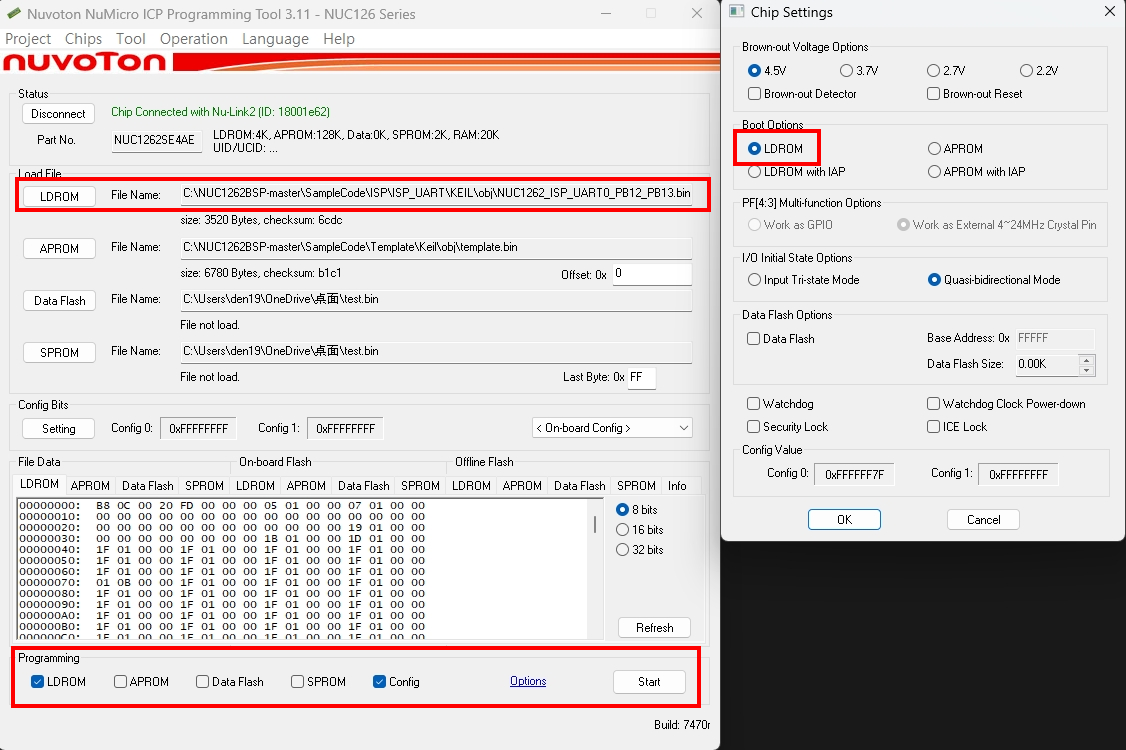 Nuvoton NuMicro ICP Programming Tool 3.11 - NUC126 Series
Project Chips Tool Operation Language Help
nuvoTon
Status
Disconnect Chip Connected with Nu-Link2 (ID: 18001e62)
Part No. NUC1262SE4AE LDROM:4K, APROM:128K, Data:0K, SPROM:2K, RAM:20K
UID/UCID: ...
Load File
LDROM File Name: C:\NUC1262BSP-master\SampleCode\ISP\ISP_UART\KEIL\obj\NUC1262_ISP_UART0_PB12_PB13.bin
size: 3520 Bytes, checksum: 6cdc
APROM File Name: C:\NUC1262BSP-master\SampleCode\Template\Keil\obj\template.bin
size: 6780 Bytes, checksum: b1c1 Offset: 0x 0
Data Flash File Name: C:\Users\den19\OneDrive\桌面\test.bin
File not load.
SPROM File Name: C:\Users\den19\OneDrive\桌面\test.bin
File not load. Last Byte: 0x FF
Config Bits
Setting Config 0: 0xFFFFFFFF Config 1: 0xFFFFFFFF < On-board Config >
File Data On-board Flash Offline Flash
LDROM APROM Data Flash SPROM LDROM APROM Data Flash SPROM LDROM APROM Data Flash SPROM Info
00000000: B8 0C 00 20 FD 00 00 00 05 01 00 00 07 01 00 00
00000010: 00 00 00 00 00 00 00 00 00 00 00 00 00 00 00 00
00000020: 00 00 00 00 00 00 00 00 00 00 00 00 19 01 00 00
00000030: 00 00 00 00 00 00 00 00 1B 01 00 00 1D 01 00 00
00000040: 1F 01 00 00 1F 01 00 00 1F 01 00 00 1F 01 00 00
00000050: 1F 01 00 00 1F 01 00 00 1F 01 00 00 1F 01 00 00
00000060: 1F 01 00 00 1F 01 00 00 1F 01 00 00 1F 01 00 00
00000070: 01 0B 00 00 1F 01 00 00 1F 01 00 00 1F 01 00 00
00000080: 1F 01 00 00 1F 01 00 00 1F 01 00 00 1F 01 00 00
00000090: 1F 01 00 00 1F 01 00 00 1F 01 00 00 1F 01 00 00
000000A0: 1F 01 00 00 1F 01 00 00 1F 01 00 00 1F 01 00 00
000000B0: 1F 01 00 00 1F 01 00 00 1F 01 00 00 1F 01 00 00
000000C0: 1F 01 00 00 1F 01 00 00 1F 01 00 00 1F 01 00 00
8 bits
16 bits
32 bits
Refresh
Programming
LDROM APROM Data Flash SPROM Config Options Start
Build: 7470r
Chip Settings
Brown-out Voltage Options
4.5V 3.7V 2.7V 2.2V
Brown-out Detector Brown-out Reset
Boot Options
LDROM APROM
LDROM with IAP APROM with IAP
PF[4:3] Multi-function Options
Work as GPIO Work as External 4~24MHz Crystal Pin
I/O Initial State Options
Input Tri-state Mode Quasi-bidirectional Mode
Data Flash Options
Data Flash Base Address: 0x FFFFF
Data Flash Size: 0.00K
Watchdog Watchdog Clock Power-down
Security Lock ICE Lock
Config Value
Config 0: 0xFFFFFF7F Config 1: 0xFFFFFFFF
OK Cancel